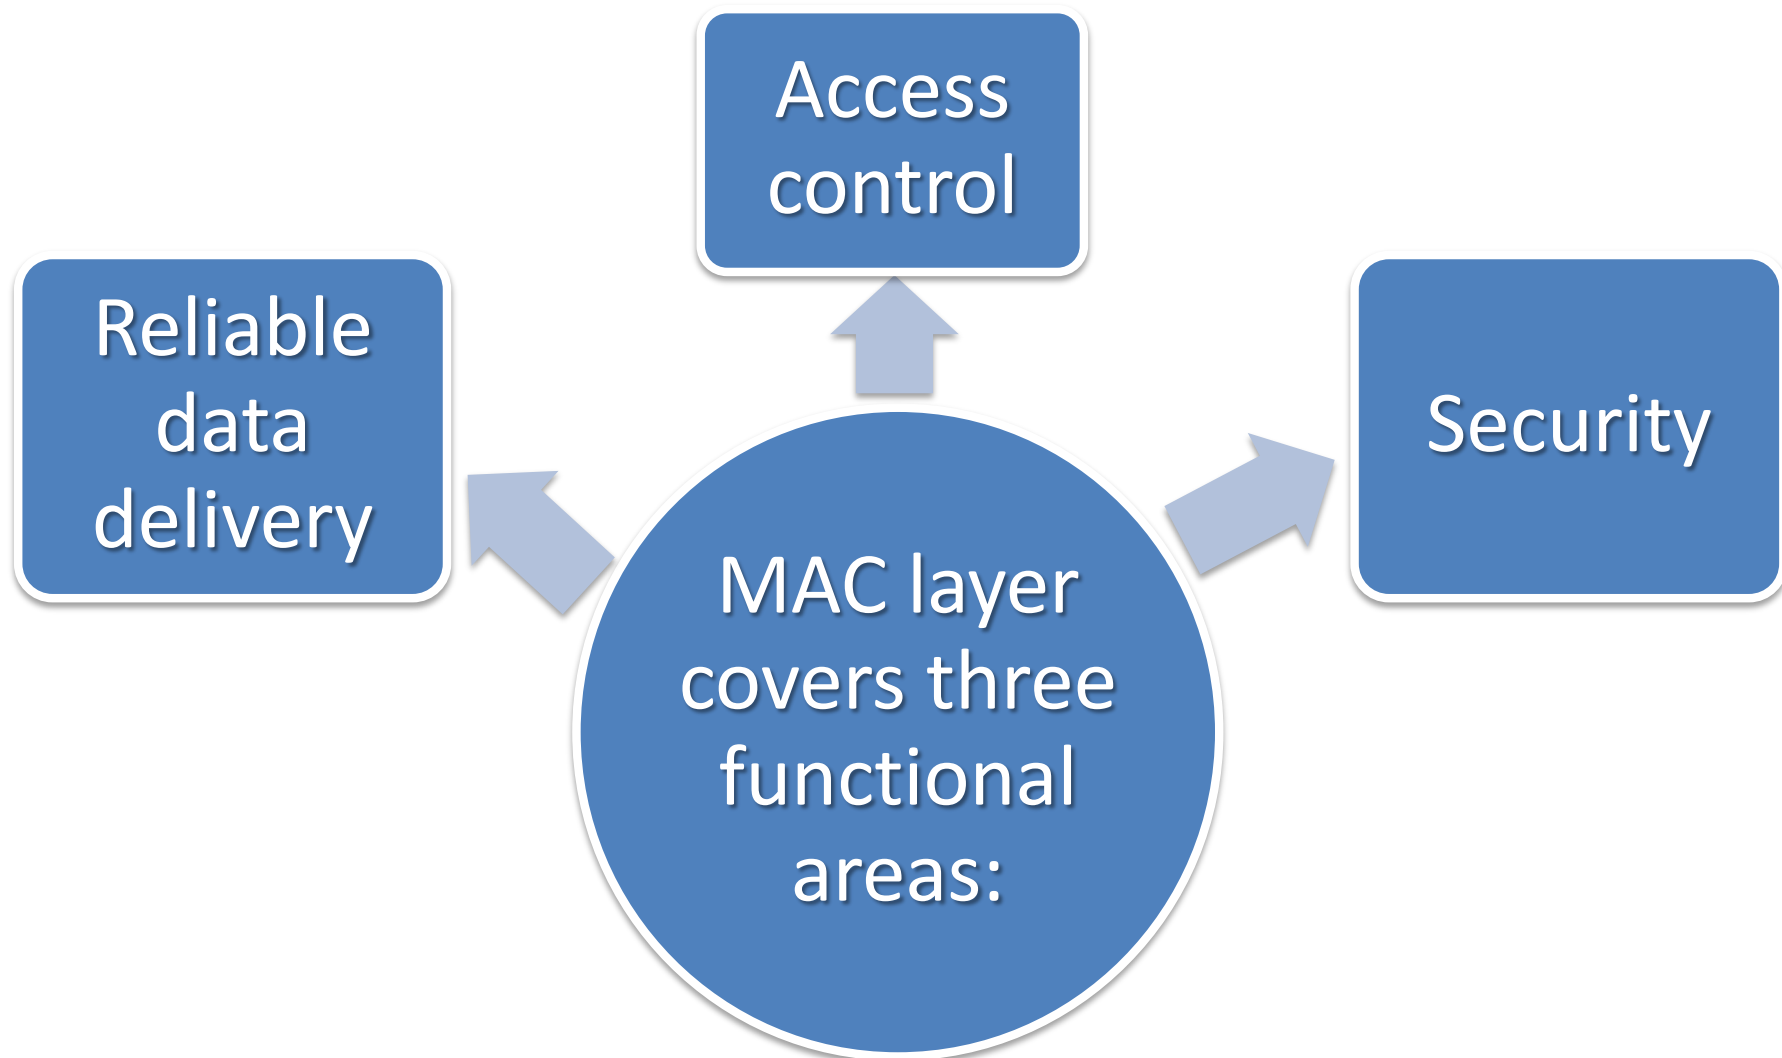 Access
control
Reliable
data
delivery
Security
MAC layer
covers three
functional
areas: